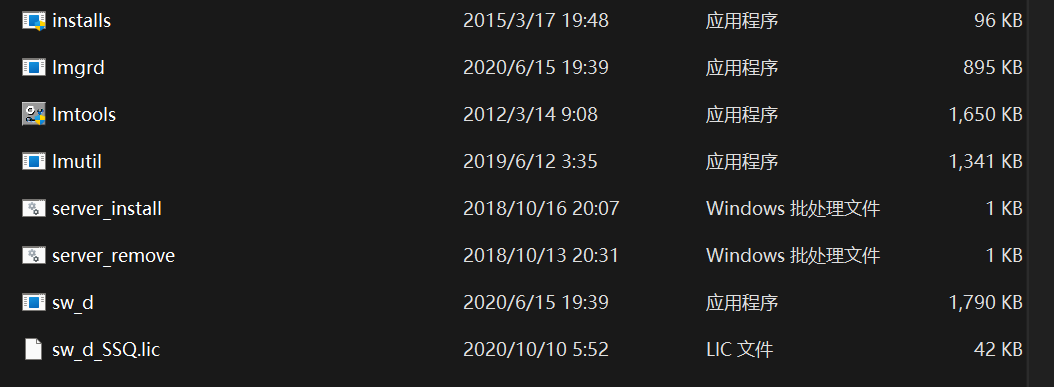 installs 2015/3/17 19:48 应用程序 96 KB
lmgrd 2020/6/15 19:39 应用程序 895 KB
lmtools 2012/3/14 9:08 应用程序 1,650 KB
lmutil 2019/6/12 3:35 应用程序 1,341 KB
server_install 2018/10/16 20:07 Windows 批处理文件 1 KB
server_remove 2018/10/13 20:31 Windows 批处理文件 1 KB
sw_d 2020/6/15 19:39 应用程序 1,790 KB
sw_d_SSQ.lic 2020/10/10 5:52 LIC 文件 42 KB